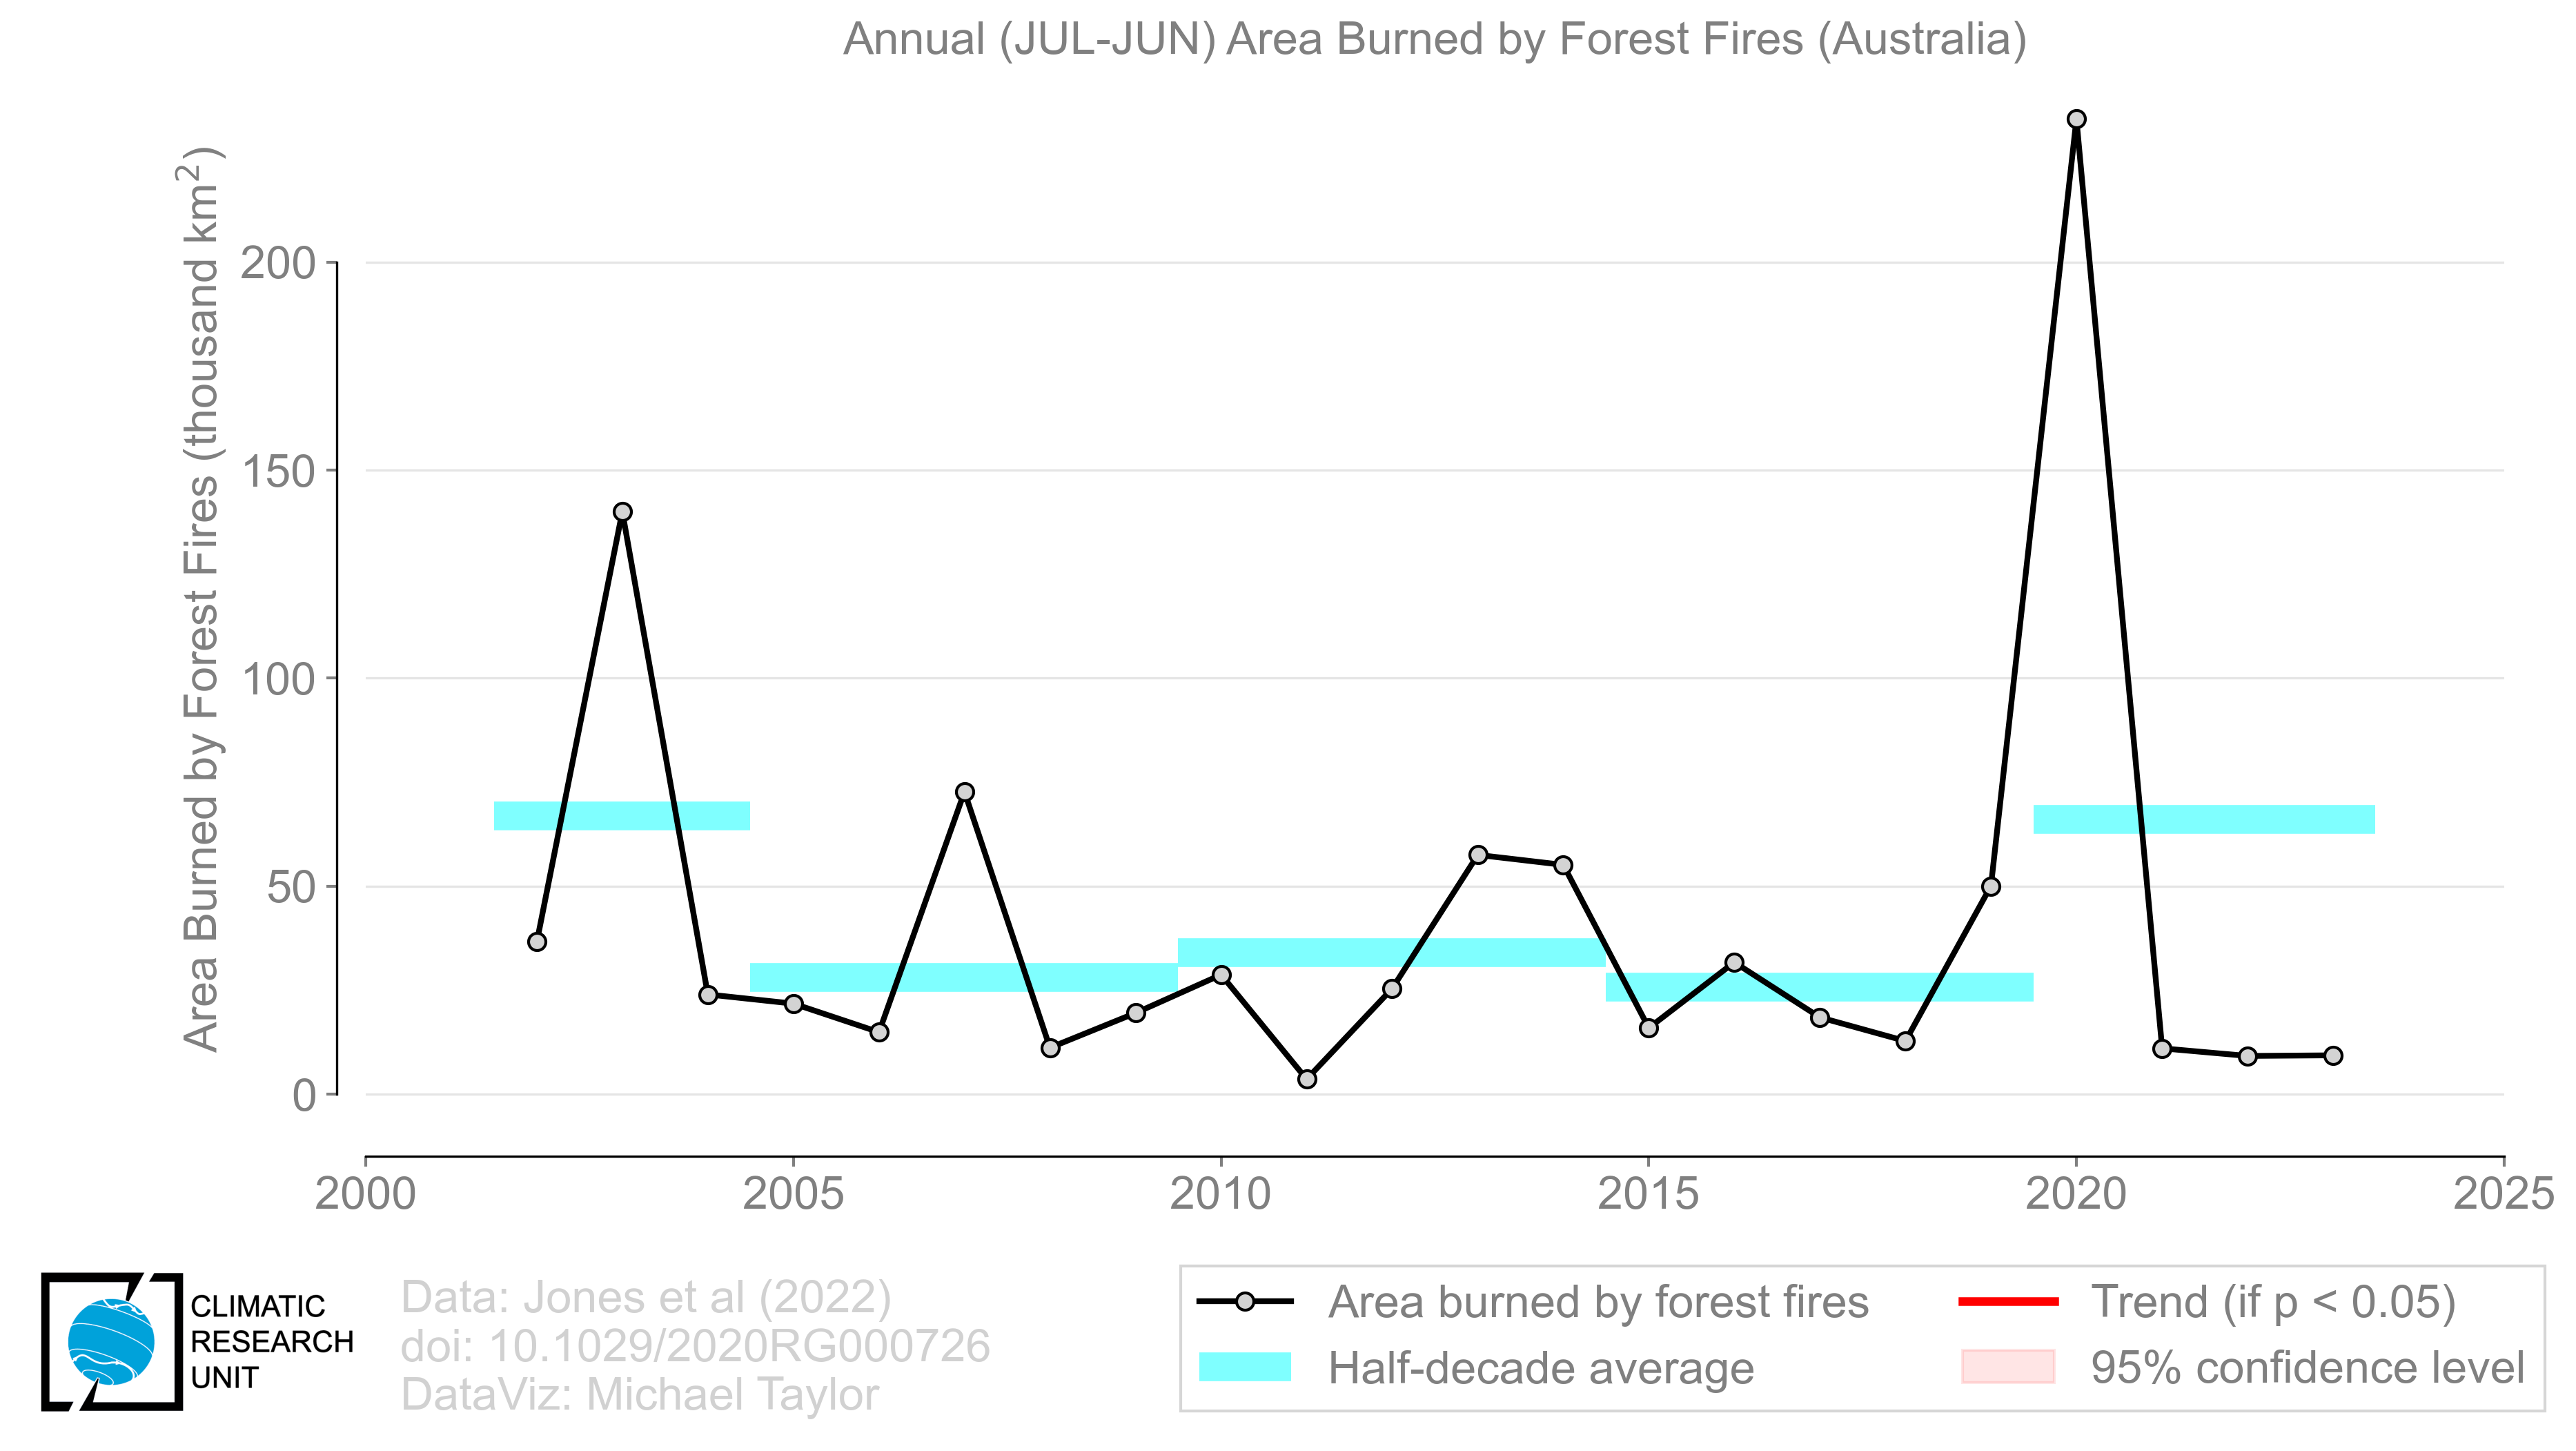 Annual (JUL-JUN) Area Burned by Forest Fires (Australia)
Area Burned by Forest Fires (thousand km²)
200
150
100
50
0
2000 2005 2010 2015 2020 2025
CLIMATIC
RESEARCH
UNIT
Data: Jones et al (2022)
doi: 10.1029/2020RG000726
DataViz: Michael Taylor
Area burned by forest fires
Half-decade average
Trend (if p < 0.05)
95% confidence level